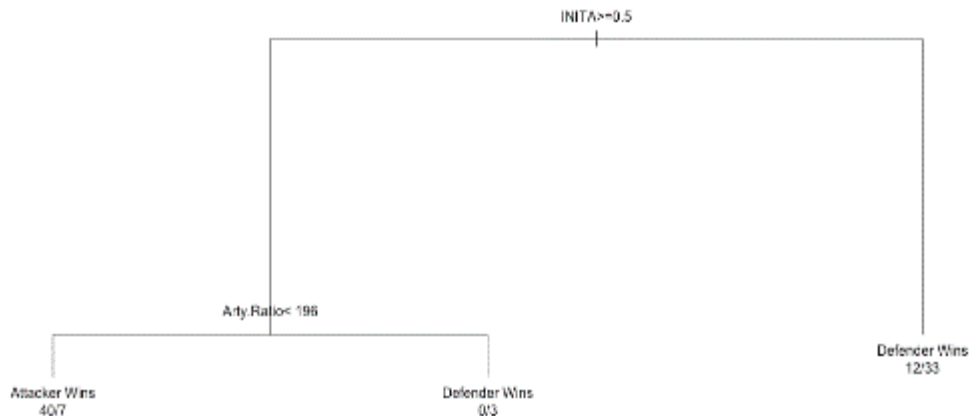 INITA>=0.5
Arty.Ratio< 196
Attacker Wins
40/7
Defender Wins
0/3
Defender Wins
12/33